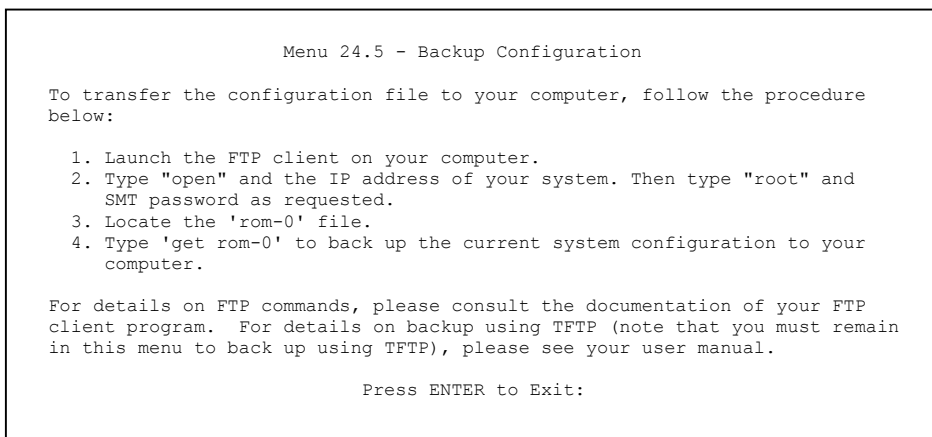 Menu 24.5 - Backup Configuration
To transfer the configuration file to your computer, follow the procedure
below:
1. Launch the FTP client on your computer.
2. Type "open" and the IP address of your system. Then type "root" and
SMT password as requested.
3. Locate the 'rom-0' file.
4. Type 'get rom-0' to back up the current system configuration to your
computer.
For details on FTP commands, please consult the documentation of your FTP
client program.  For details on backup using TFTP (note that you must remain
in this menu to back up using TFTP), please see your user manual.
Press ENTER to Exit: